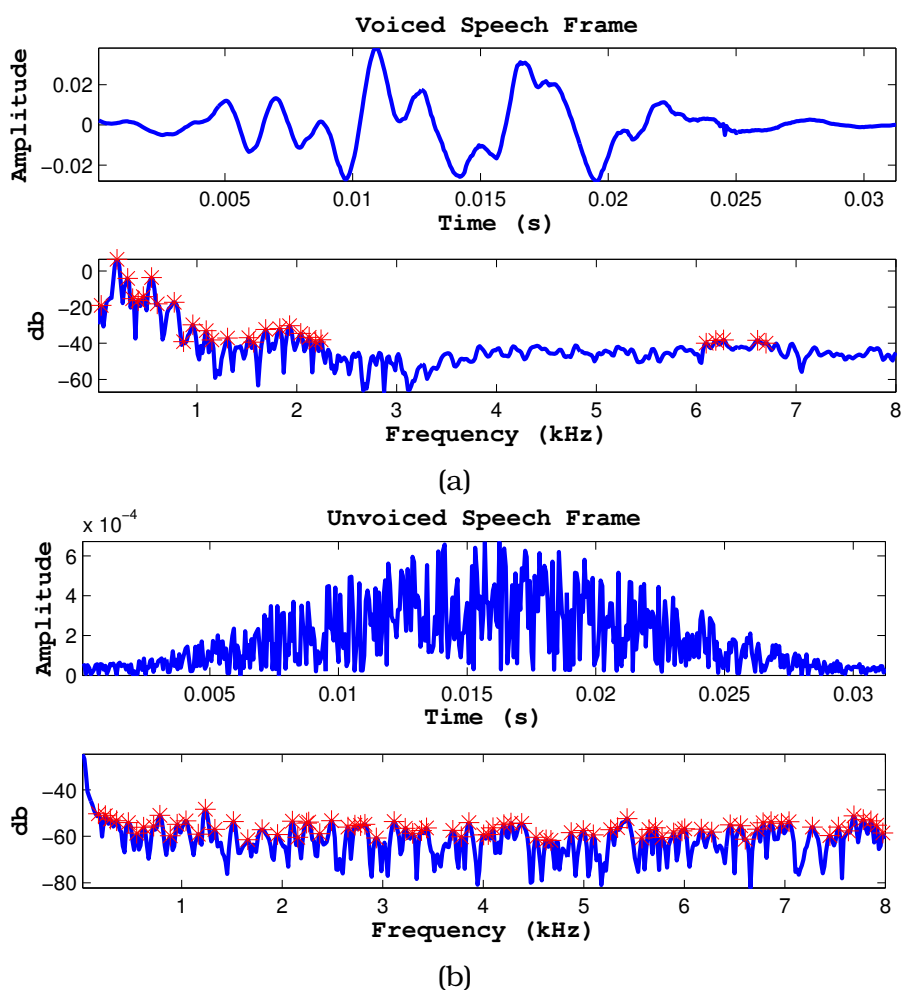 Voiced Speech Frame
Amplitude
0.02
0
−0.02
0.005 0.01 0.015 0.02 0.025 0.03
Time (s)
db
0
−20
−40
−60
1 2 3 4 5 6 7 8
Frequency (kHz)
(a)
x 10⁻⁴
Unvoiced Speech Frame
Amplitude
6
4
2
0
0.005 0.01 0.015 0.02 0.025 0.03
Time (s)
db
−40
−60
−80
1 2 3 4 5 6 7 8
Frequency (kHz)
(b)